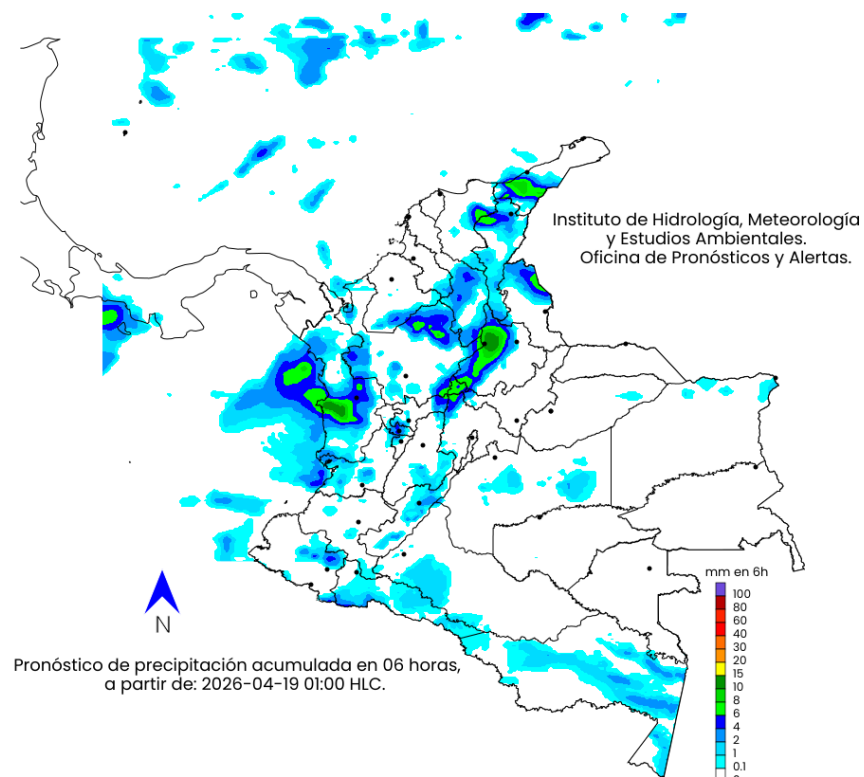 Instituto de Hidrología, Meteorología
y Estudios Ambientales.
Oficina de Pronósticos y Alertas.
N
Pronóstico de precipitación acumulada en 06 horas,
a partir de: 2026-04-19 01:00 HLC.
mm en 6h
100
80
60
40
30
20
15
10
8
6
4
2
1
0.1
0